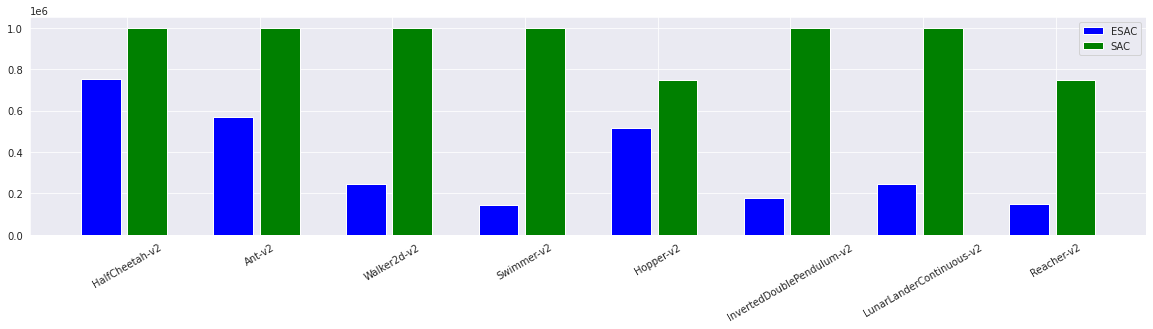 1e6
1.0
0.8
0.6
0.4
0.2
0.0
ESAC
SAC
HalfCheetah-v2
Ant-v2
Walker2d-v2
Swimmer-v2
Hopper-v2
InvertedDoublePendulum-v2
LunarLanderContinuous-v2
Reacher-v2